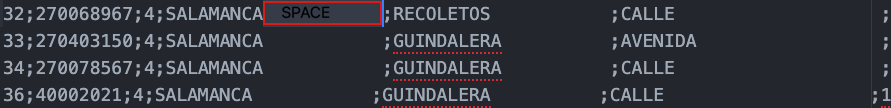 32;270068967;4;SALAMANCA SPACE ;RECOLETOS ;CALLE ;
33;270403150;4;SALAMANCA ;GUINDALERA ;AVENIDA ;
34;270078567;4;SALAMANCA ;GUINDALERA ;CALLE ;
36;40002021;4;SALAMANCA ;GUINDALERA ;CALLE ;1